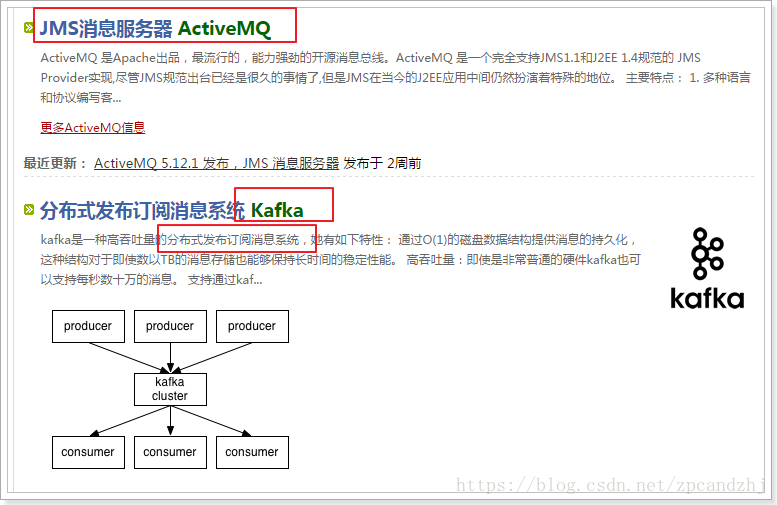 JMS消息服务器 ActiveMQ
ActiveMQ 是Apache出品，最流行的，能力强劲的开源消息总线。ActiveMQ 是一个完全支持JMS1.1和J2EE 1.4规范的 JMS
Provider实现,尽管JMS规范出台已经是很久的事情了,但是JMS在当今的J2EE应用中间仍然扮演着特殊的地位。 主要特点： 1. 多种语言
和协议编写客...
更多ActiveMQ信息
最近更新： ActiveMQ 5.12.1 发布，JMS 消息服务器 发布于 2周前
分布式发布订阅消息系统 Kafka
kafka是一种高吞吐量的分布式发布订阅消息系统，她有如下特性： 通过O(1)的磁盘数据结构提供消息的持久化，
这种结构对于即使数以TB的消息存储也能够保持长时间的稳定性能。 高吞吐量：即使是非常普通的硬件kafka也可
以支持每秒数十万的消息。 支持通过kaf...
kafka
producer producer producer
kafka
cluster
consumer consumer consumer
https://blog.csdn.net/zpcandzhj